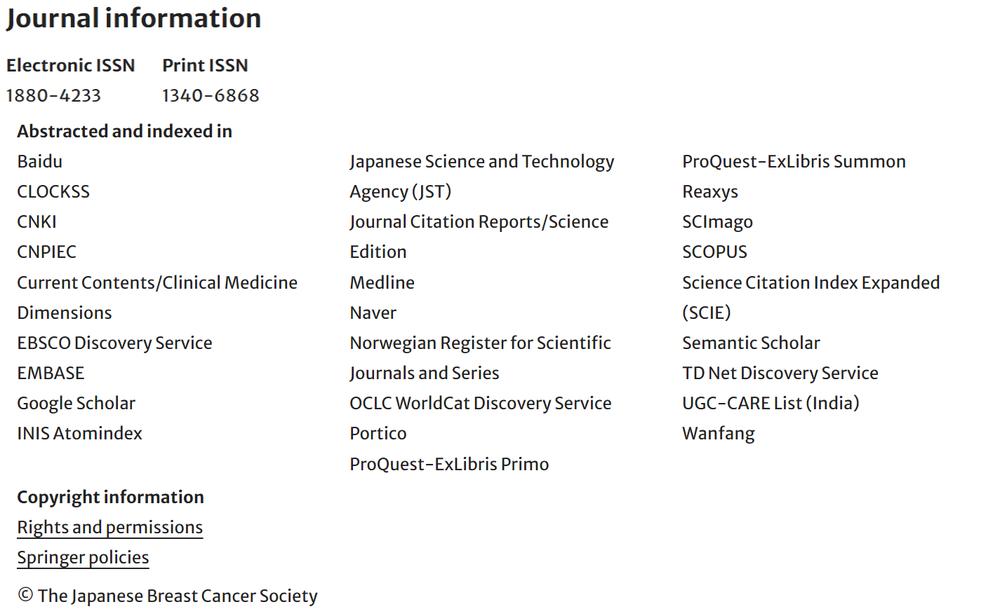 Journal information
Electronic ISSN
1880-4233
Print ISSN
1340-6868
Abstracted and indexed in
Baidu
CLOCKSS
CNKI
CNPIEC
Current Contents/Clinical Medicine
Dimensions
EBSCO Discovery Service
EMBASE
Google Scholar
INIS Atomindex
Japanese Science and Technology
Agency (JST)
Journal Citation Reports/Science
Edition
Medline
Naver
Norwegian Register for Scientific
Journals and Series
OCLC WorldCat Discovery Service
Portico
ProQuest-ExLibris Primo
ProQuest-ExLibris Summon
Reaxys
SCImago
SCOPUS
Science Citation Index Expanded
(SCIE)
Semantic Scholar
TD Net Discovery Service
UGC-CARE List (India)
Wanfang
Copyright information
Rights and permissions
Springer policies
© The Japanese Breast Cancer Society